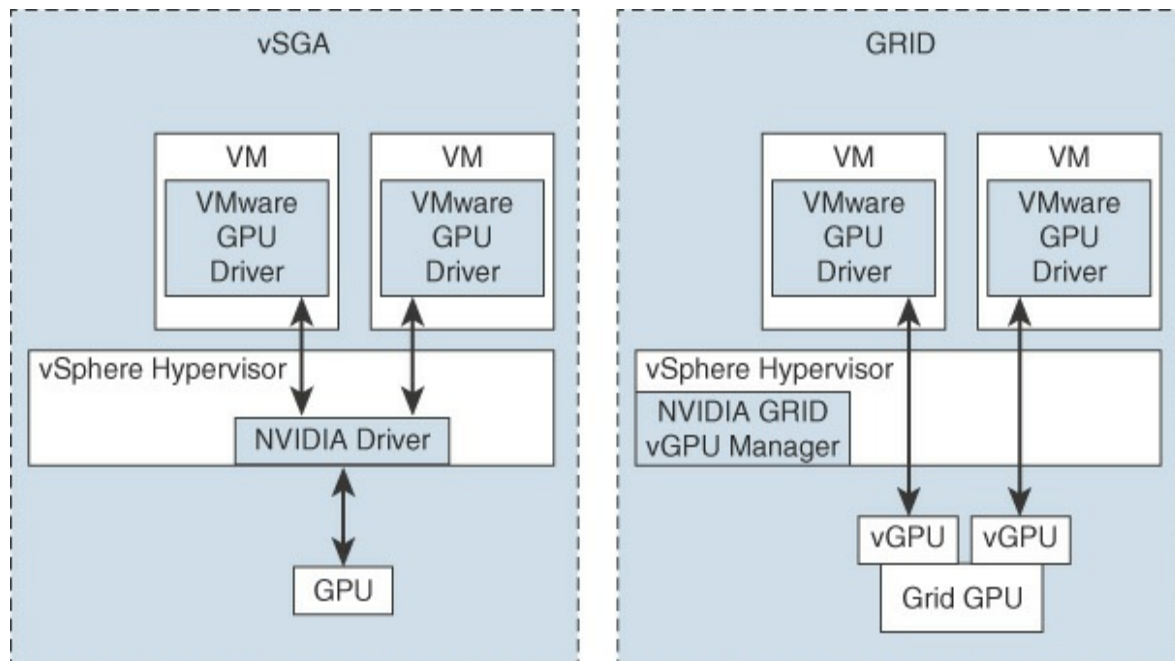 vSGA
VM
VM
VMware
GPU
Driver
VMware
GPU
Driver
vSphere Hypervisor
NVIDIA Driver
GPU
GRID
VM
VM
VMware
GPU
Driver
VMware
GPU
Driver
vSphere Hypervisor
NVIDIA GRID
vGPU Manager
vGPU
vGPU
Grid GPU